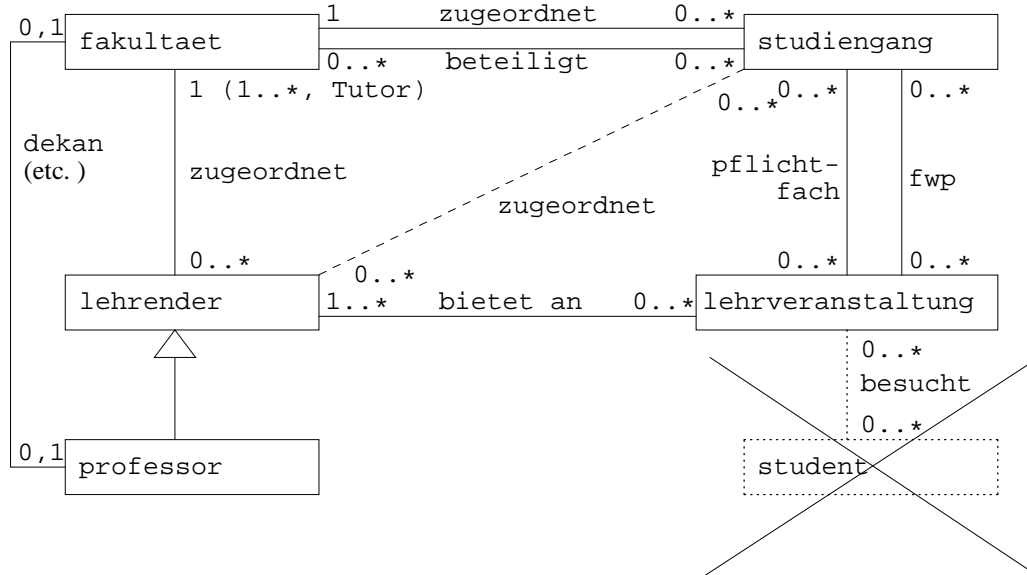 0,1
fakultaet
1 zugeordnet 0..*
studiengang
0..* beteiligt 0..*
1 (1..*, Tutor)
0..* 0..*
0..*
dekan
(etc. )
zugeordnet
zugeordnet
pflicht-
fach
fwp
0..*
0..*
0..*
0..*
lehrender
1..* bietet an 0..*
lehrveranstaltung
0..*
besucht
0..*
0,1
professor
student